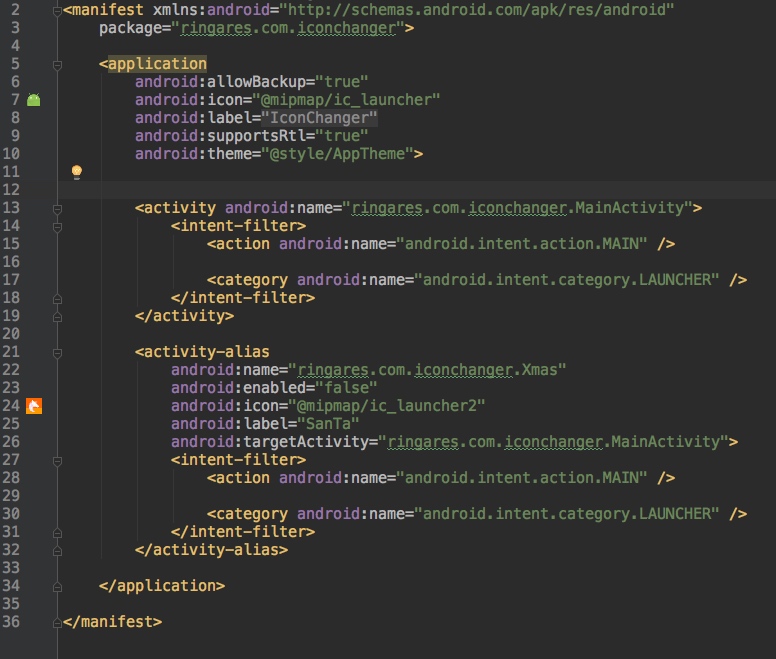 2 <manifest xmlns:android="http://schemas.android.com/apk/res/android"
3     package="ringares.com.iconchanger">
4
5     <application
6         android:allowBackup="true"
7         android:icon="@mipmap/ic_launcher"
8         android:label="IconChanger"
9         android:supportsRtl="true"
10         android:theme="@style/AppTheme">
11
12
13         <activity android:name="ringares.com.iconchanger.MainActivity">
14             <intent-filter>
15                 <action android:name="android.intent.action.MAIN" />
16
17                 <category android:name="android.intent.category.LAUNCHER" />
18             </intent-filter>
19         </activity>
20
21         <activity-alias
22             android:name="ringares.com.iconchanger.Xmas"
23             android:enabled="false"
24             android:icon="@mipmap/ic_launcher2"
25             android:label="SanTa"
26             android:targetActivity="ringares.com.iconchanger.MainActivity">
27             <intent-filter>
28                 <action android:name="android.intent.action.MAIN" />
29
30                 <category android:name="android.intent.category.LAUNCHER" />
31             </intent-filter>
32         </activity-alias>
33
34     </application>
35
36 </manifest>